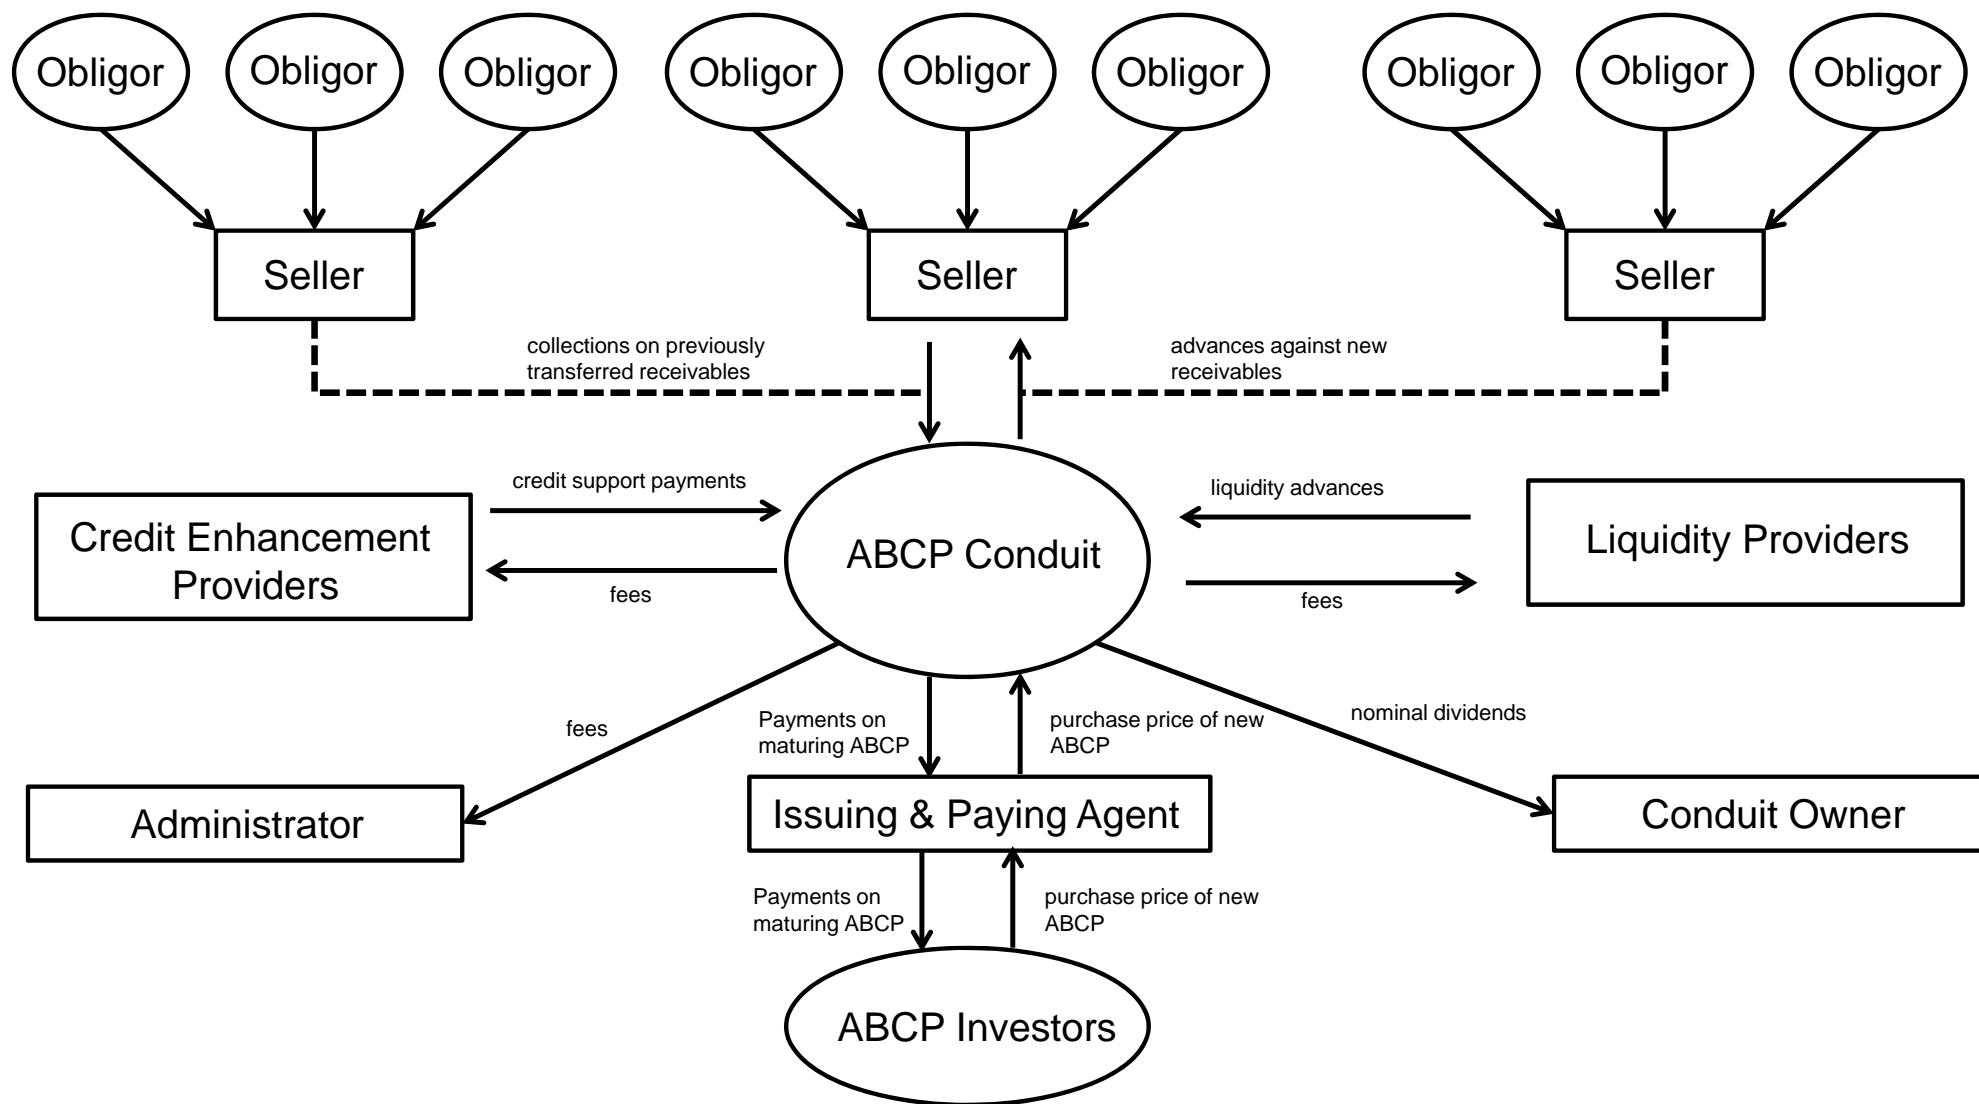 Obligor
Obligor
Obligor
Obligor
Obligor
Obligor
Obligor
Obligor
Obligor
Seller
Seller
Seller
collections on previously
transferred receivables
advances against new
receivables
credit support payments
liquidity advances
Credit Enhancement
Providers
ABCP Conduit
Liquidity Providers
fees
fees
fees
Payments on
maturing ABCP
purchase price of new
ABCP
nominal dividends
Administrator
Issuing & Paying Agent
Conduit Owner
Payments on
maturing ABCP
purchase price of new
ABCP
ABCP Investors